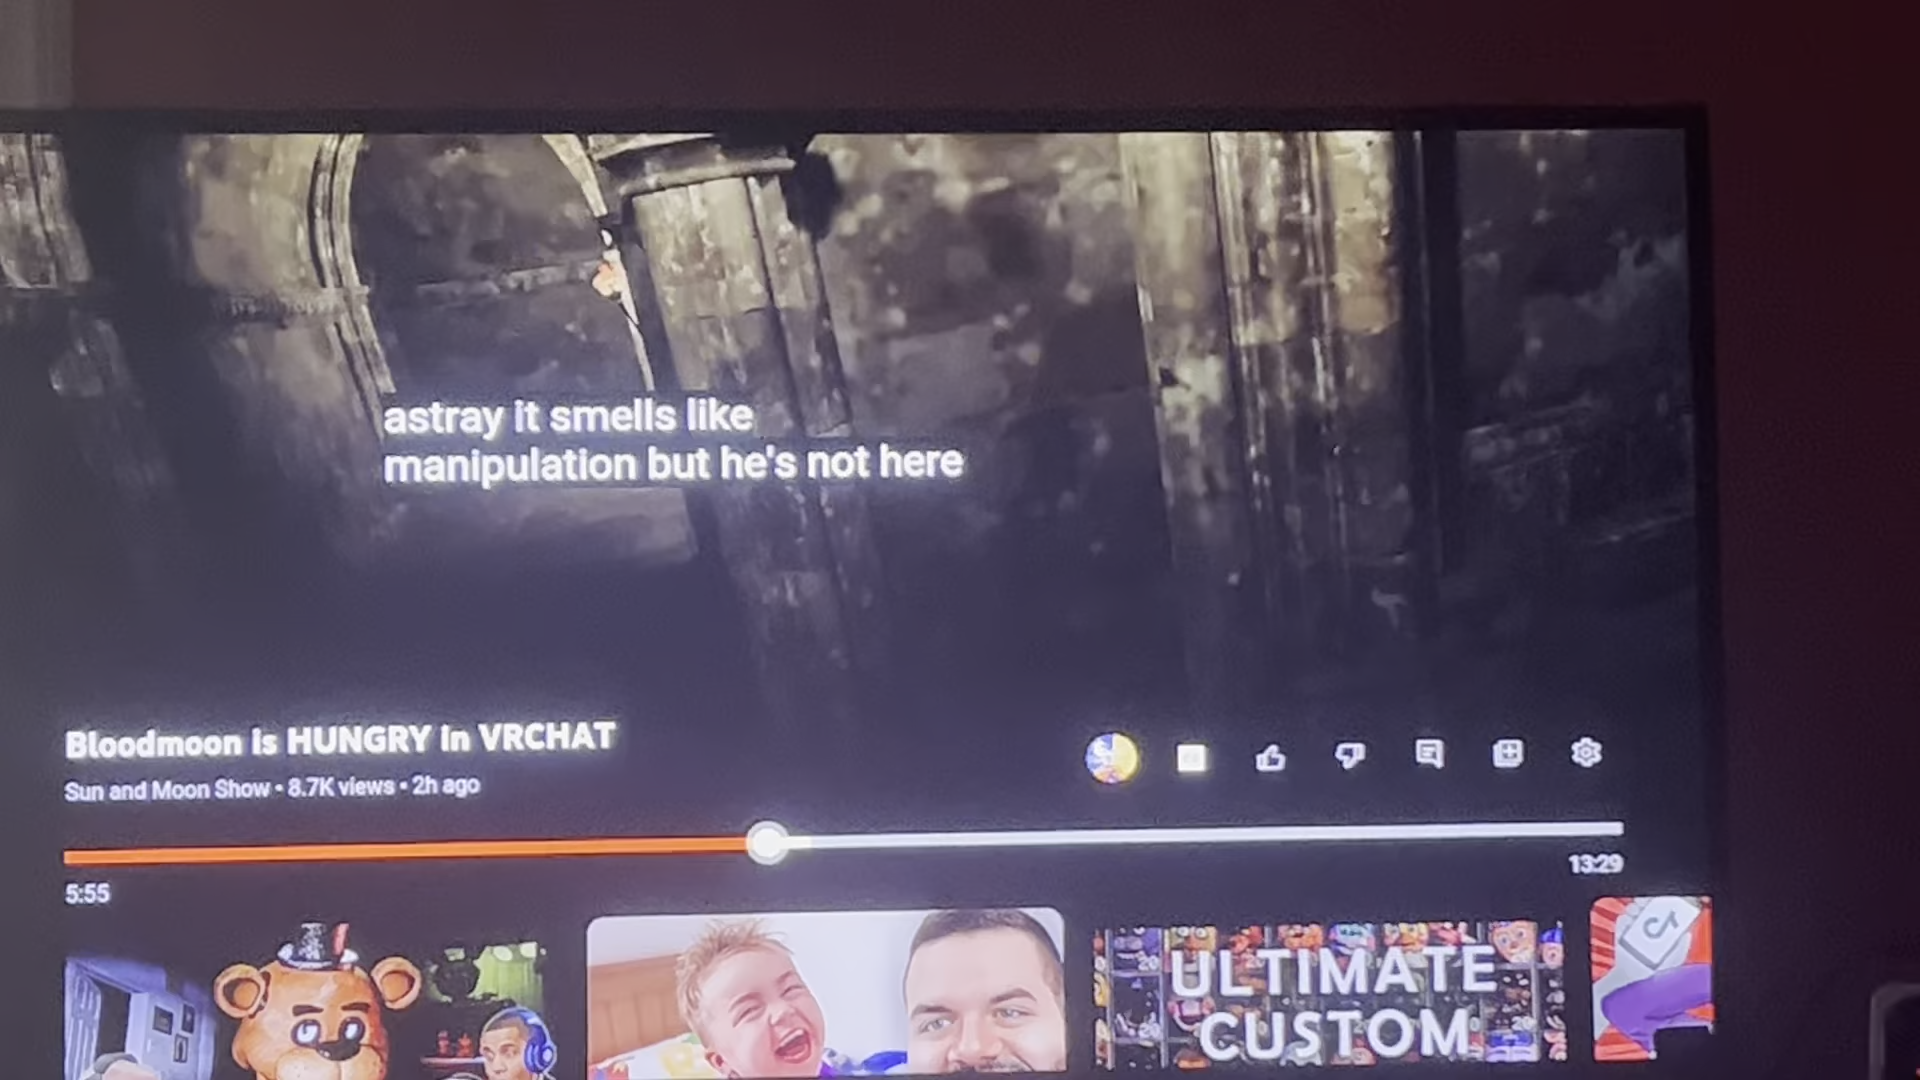 astray it smells like
manipulation but he's not here
Bloodmoon is HUNGRY in VRCHAT
Sun and Moon Show • 8.7K views • 2h ago
5:55
13:29
ULTIMATE
CUSTOM